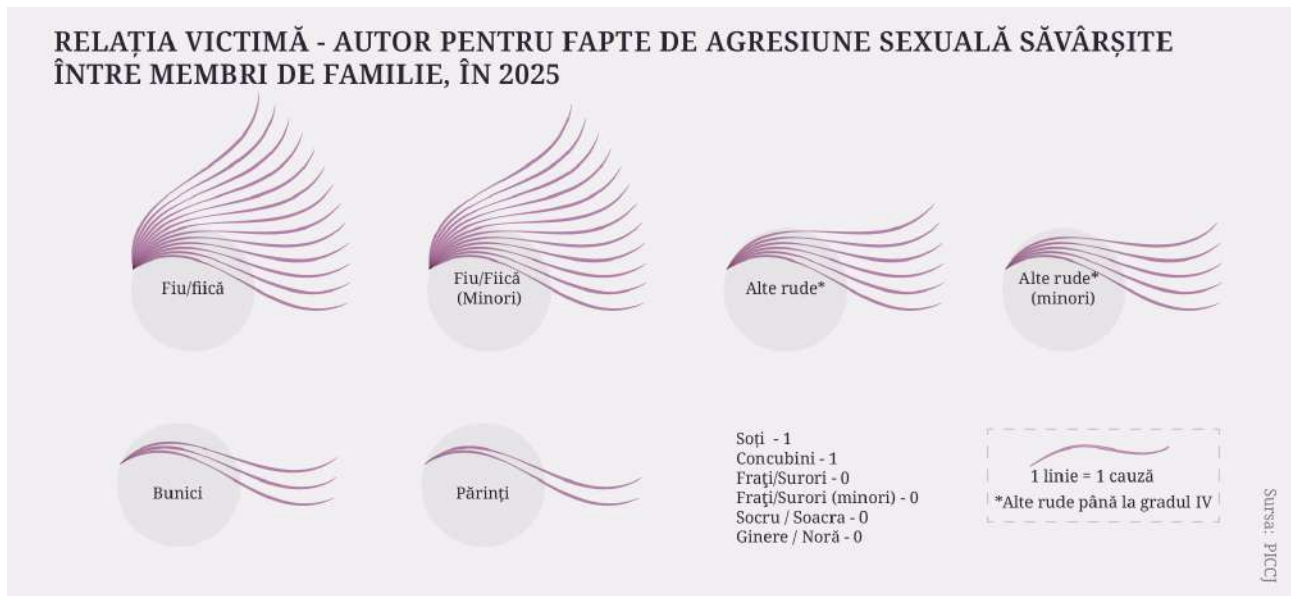 RELAȚIA VICTIMĂ - AUTOR PENTRU FAPTE DE AGRESIUNE SEXUALĂ SĂVÂRȘITE
ÎNTRE MEMBRI DE FAMILIE, ÎN 2025
Fiu/fiică
Fiu/Fiică
(Minori)
Alte rude*
Alte rude*
(minori)
Bunici
Părinți
Soți - 1
Concubini - 1
Frați/Surori - 0
Frați/Surori (minori) - 0
Socru / Soacra - 0
Ginere / Noră - 0
1 linie = 1 cauză
*Alte rude până la gradul IV
Sursa: PICCJ